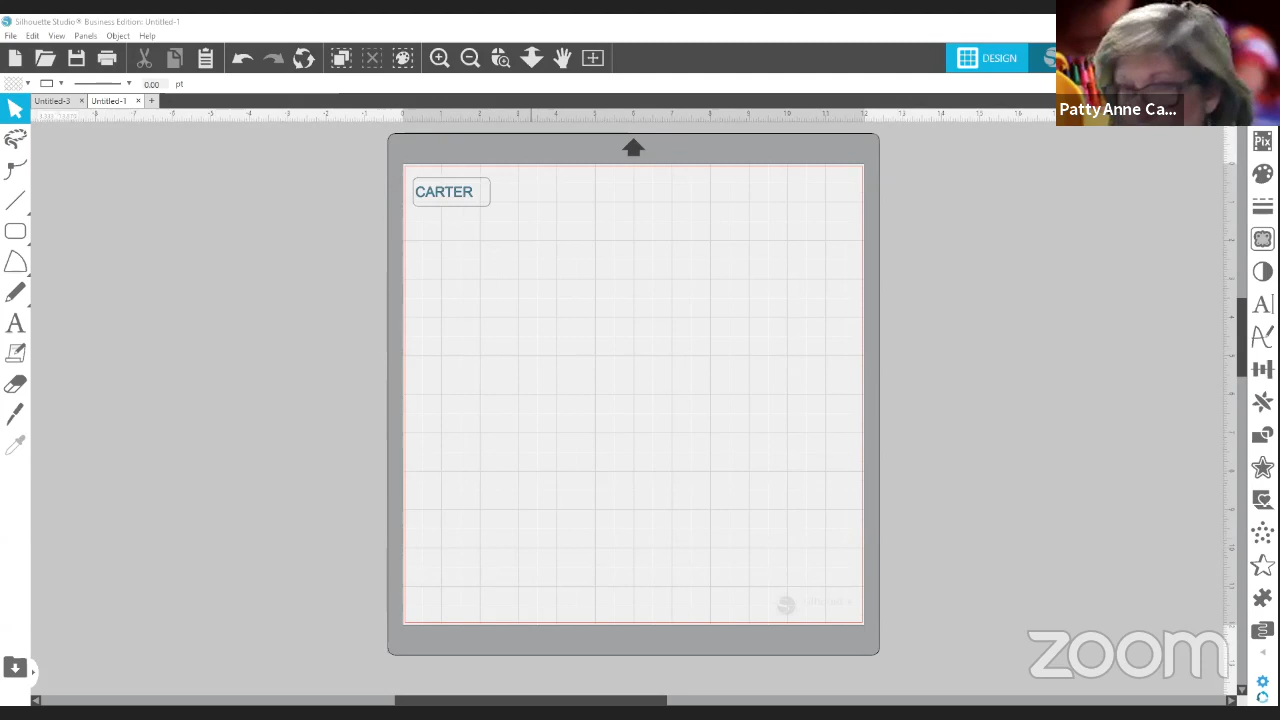 Silhouette Studio® Business Edition: Untitled-1
File Edit View Panels Object Help
DESIGN
0.00 pt
Untitled-3 Untitled-1
Patty Anne Ca...
CARTER
zoom